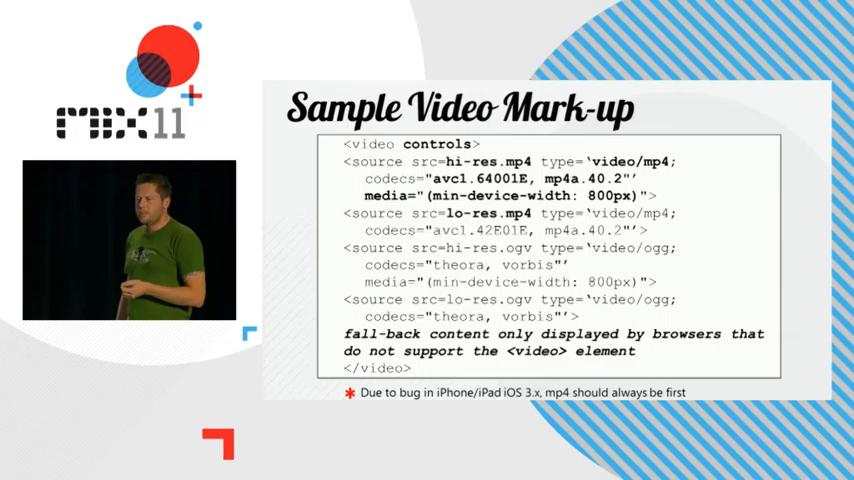 mix11
Sample Video Mark-up
<video controls>
<source src=hi-res.mp4 type=‘video/mp4;
codecs="avc1.64001E, mp4a.40.2"’
media="(min-device-width: 800px)">
<source src=lo-res.mp4 type=‘video/mp4;
codecs="avc1.42E01E, mp4a.40.2"’>
<source src=hi-res.ogv type=‘video/ogg;
codecs="theora, vorbis"’
media="(min-device-width: 800px)">
<source src=lo-res.ogv type=‘video/ogg;
codecs="theora, vorbis"’>
fall-back content only displayed by browsers that
do not support the <video> element
</video>
* Due to bug in iPhone/iPad iOS 3.x, mp4 should always be first